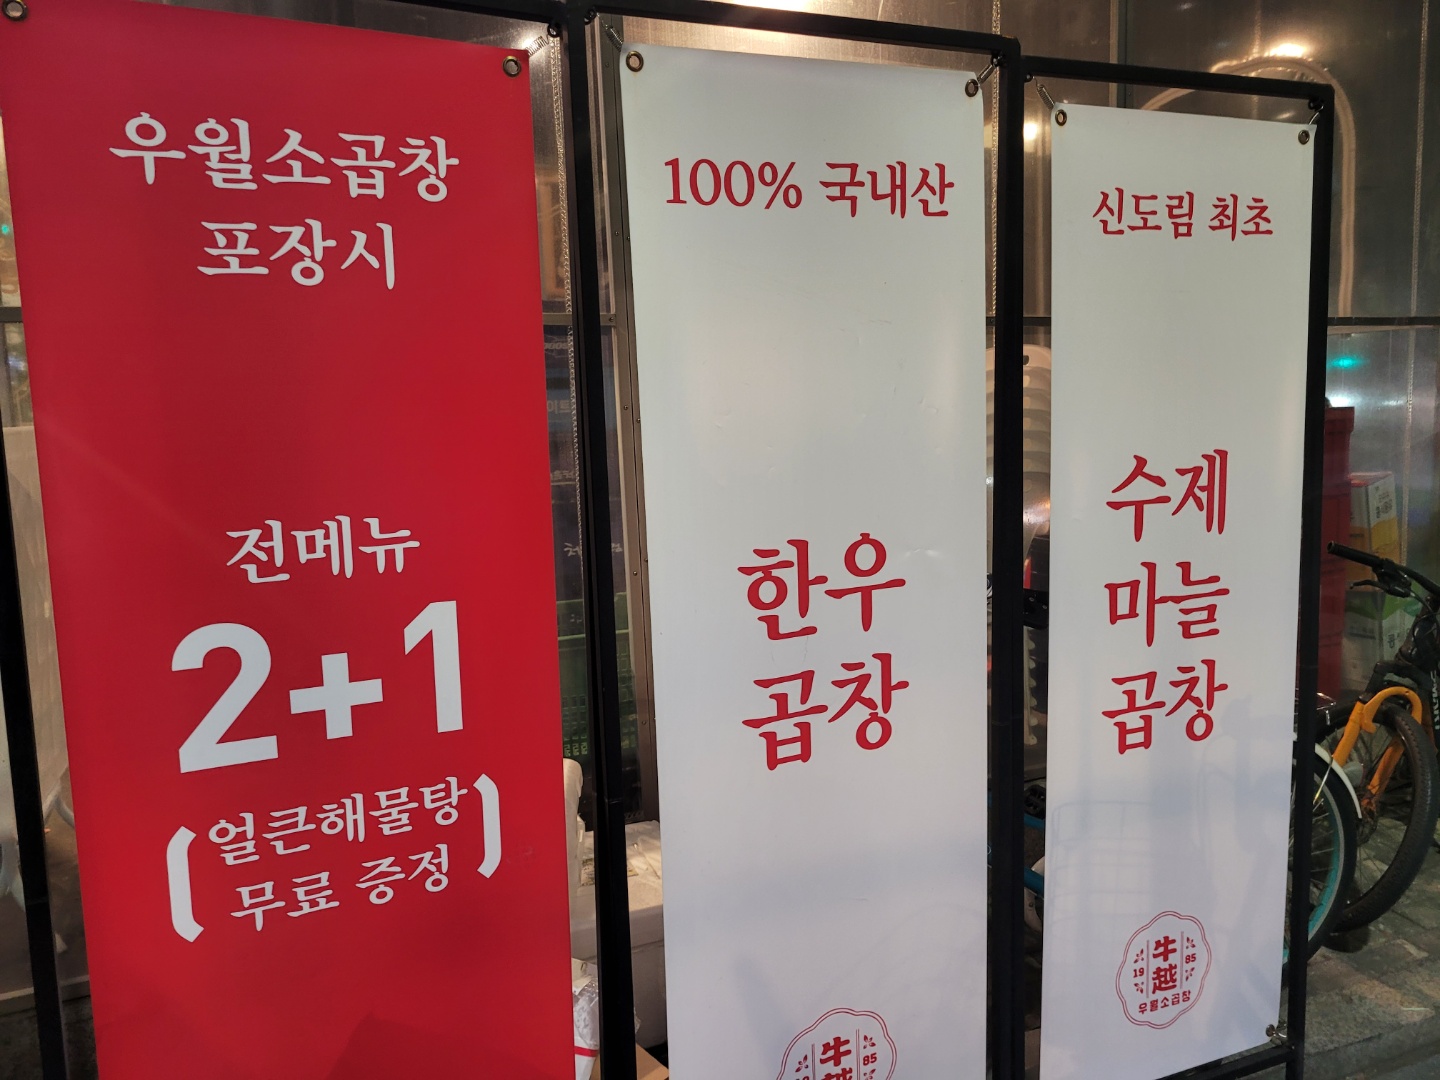 우월소곱창
포장시
전메뉴
2+1
(얼큰해물탕
무료 증정)
100% 국내산
한우
곱창
牛
85
신도림 최초
수제
마늘
곱창
牛
越
19 85
우월소곱창